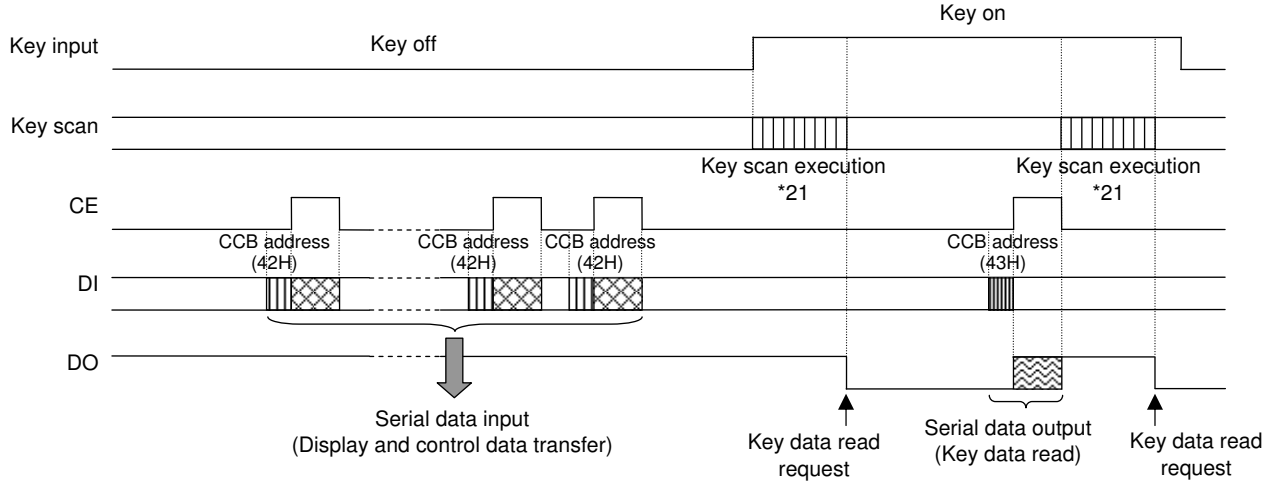 Key on
Key input
Key off
Key scan
Key scan execution
*21
Key scan execution
*21
CE
CCB address
(42H)
CCB address
(42H)
CCB address
(42H)
CCB address
(43H)
DI
DO
Serial data input
(Display and control data transfer)
Key data read
request
Serial data output
(Key data read)
Key data read
request